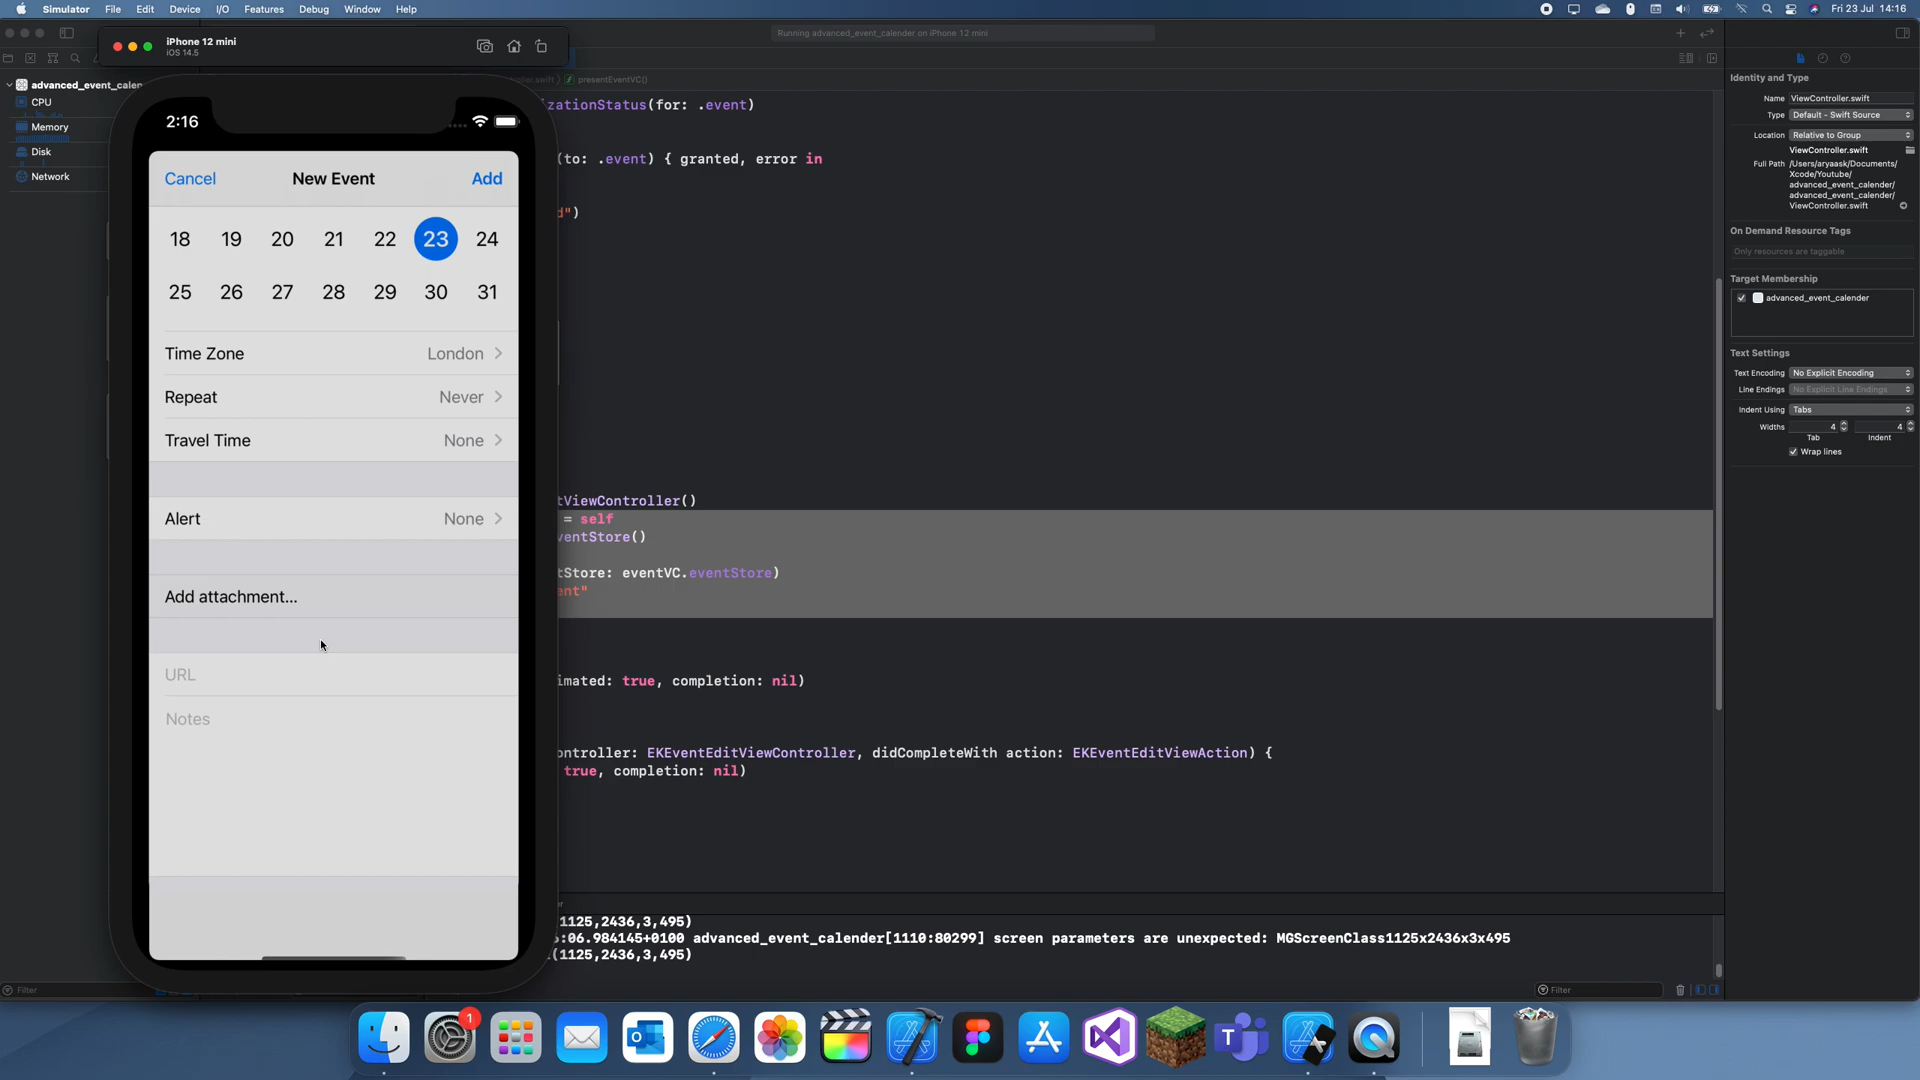 Simulator File Edit Device I/O Features Debug Window Help
Fri 23 Jul 14:16
iPhone 12 mini
iOS 14.5
Running advanced_event_calender on iPhone 12 mini
advanced_event_calen
CPU
Memory
Disk
Network
Filter
2:16
Cancel New Event Add
18 19 20 21 22 23 24
25 26 27 28 29 30 31
Time Zone London
Repeat Never
Travel Time None
Alert None
Add attachment...
URL
Notes
ntroller.swift presentEventVC()
izationStatus(for: .event)
(to: .event) { granted, error in
d")
tViewController()
= self
ventStore()
tStore: eventVC.eventStore)
ent"
imated: true, completion: nil)
ontroller: EKEventEditViewController, didCompleteWith action: EKEventEditViewAction) {
true, completion: nil)
(1125,2436,3,495)
:06.984145+0100 advanced_event_calender[1110:80299] screen parameters are unexpected: MGScreenClass1125x2436x3x495
(1125,2436,3,495)
Filter
Identity and Type
Name ViewController.swift
Type Default - Swift Source
Location Relative to Group
ViewController.swift
Full Path /Users/aryaask/Documents/
Xcode/Youtube/
advanced_event_calender/
advanced_event_calender/
ViewController.swift
On Demand Resource Tags
Only resources are taggable
Target Membership
advanced_event_calender
Text Settings
Text Encoding No Explicit Encoding
Line Endings No Explicit Line Endings
Indent Using Tabs
Widths 4 4
Tab Indent
Wrap lines
1